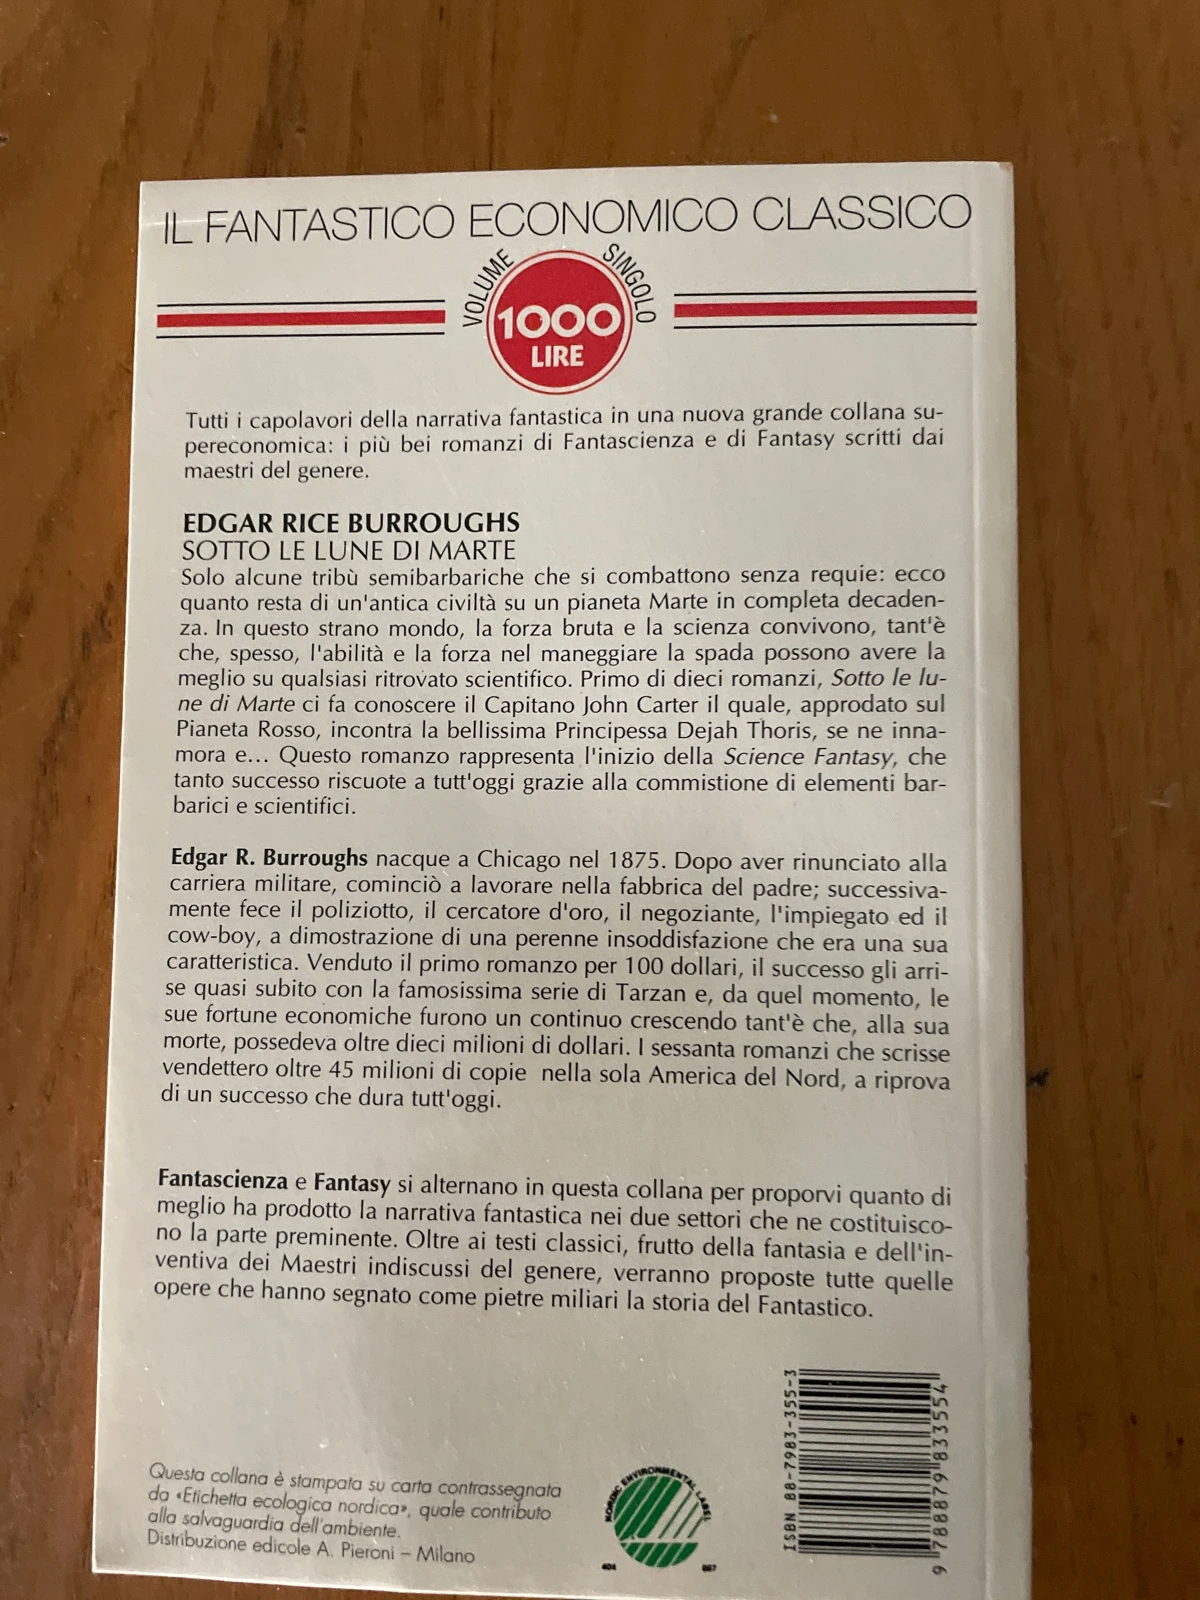 IL FANTASTICO ECONOMICO CLASSICO
VOLUME SINGOLO
1000
LIRE
Tutti i capolavori della narrativa fantastica in una nuova grande collana su-
pereconomica: i più bei romanzi di Fantascienza e di Fantasy scritti dai
maestri del genere.
EDGAR RICE BURROUGHS
SOTTO LE LUNE DI MARTE
Solo alcune tribù semibarbariche che si combattono senza requie: ecco
quanto resta di un'antica civiltà su un pianeta Marte in completa decaden-
za. In questo strano mondo, la forza bruta e la scienza convivono, tant'è
che, spesso, l'abilità e la forza nel maneggiare la spada possono avere la
meglio su qualsiasi ritrovato scientifico. Primo di dieci romanzi, Sotto le lu-
ne di Marte ci fa conoscere il Capitano John Carter il quale, approdato sul
Pianeta Rosso, incontra la bellissima Principessa Dejah Thoris, se ne inna-
mora e... Questo romanzo rappresenta l'inizio della Science Fantasy, che
tanto successo riscuote a tutt'oggi grazie alla commistione di elementi bar-
barici e scientifici.
Edgar R. Burroughs nacque a Chicago nel 1875. Dopo aver rinunciato alla
carriera militare, cominciò a lavorare nella fabbrica del padre; successiva-
mente fece il poliziotto, il cercatore d'oro, il negoziante, l'impiegato ed il
cow-boy, a dimostrazione di una perenne insoddisfazione che era una sua
caratteristica. Venduto il primo romanzo per 100 dollari, il successo gli arri-
se quasi subito con la famosissima serie di Tarzan e, da quel momento, le
sue fortune economiche furono un continuo crescendo tant'è che, alla sua
morte, possedeva oltre dieci milioni di dollari. I sessanta romanzi che scrisse
vendettero oltre 45 milioni di copie nella sola America del Nord, a riprova
di un successo che dura tutt'oggi.
Fantascienza e Fantasy si alternano in questa collana per proporvi quanto di
meglio ha prodotto la narrativa fantastica nei due settori che ne costituisco-
no la parte preminente. Oltre ai testi classici, frutto della fantasia e dell'in-
ventiva dei Maestri indiscussi del genere, verranno proposte tutte quelle
opere che hanno segnato come pietre miliari la storia del Fantastico.
Questa collana è stampata su carta contrassegnata
da «Etichetta ecologica nordica», quale contributo
alla salvaguardia dell'ambiente.
Distribuzione edicole A. Pieroni – Milano
NORDIC ENVIRONMENTAL LABEL
404 
ISBN 88-7983-355-3
9 788879 833554